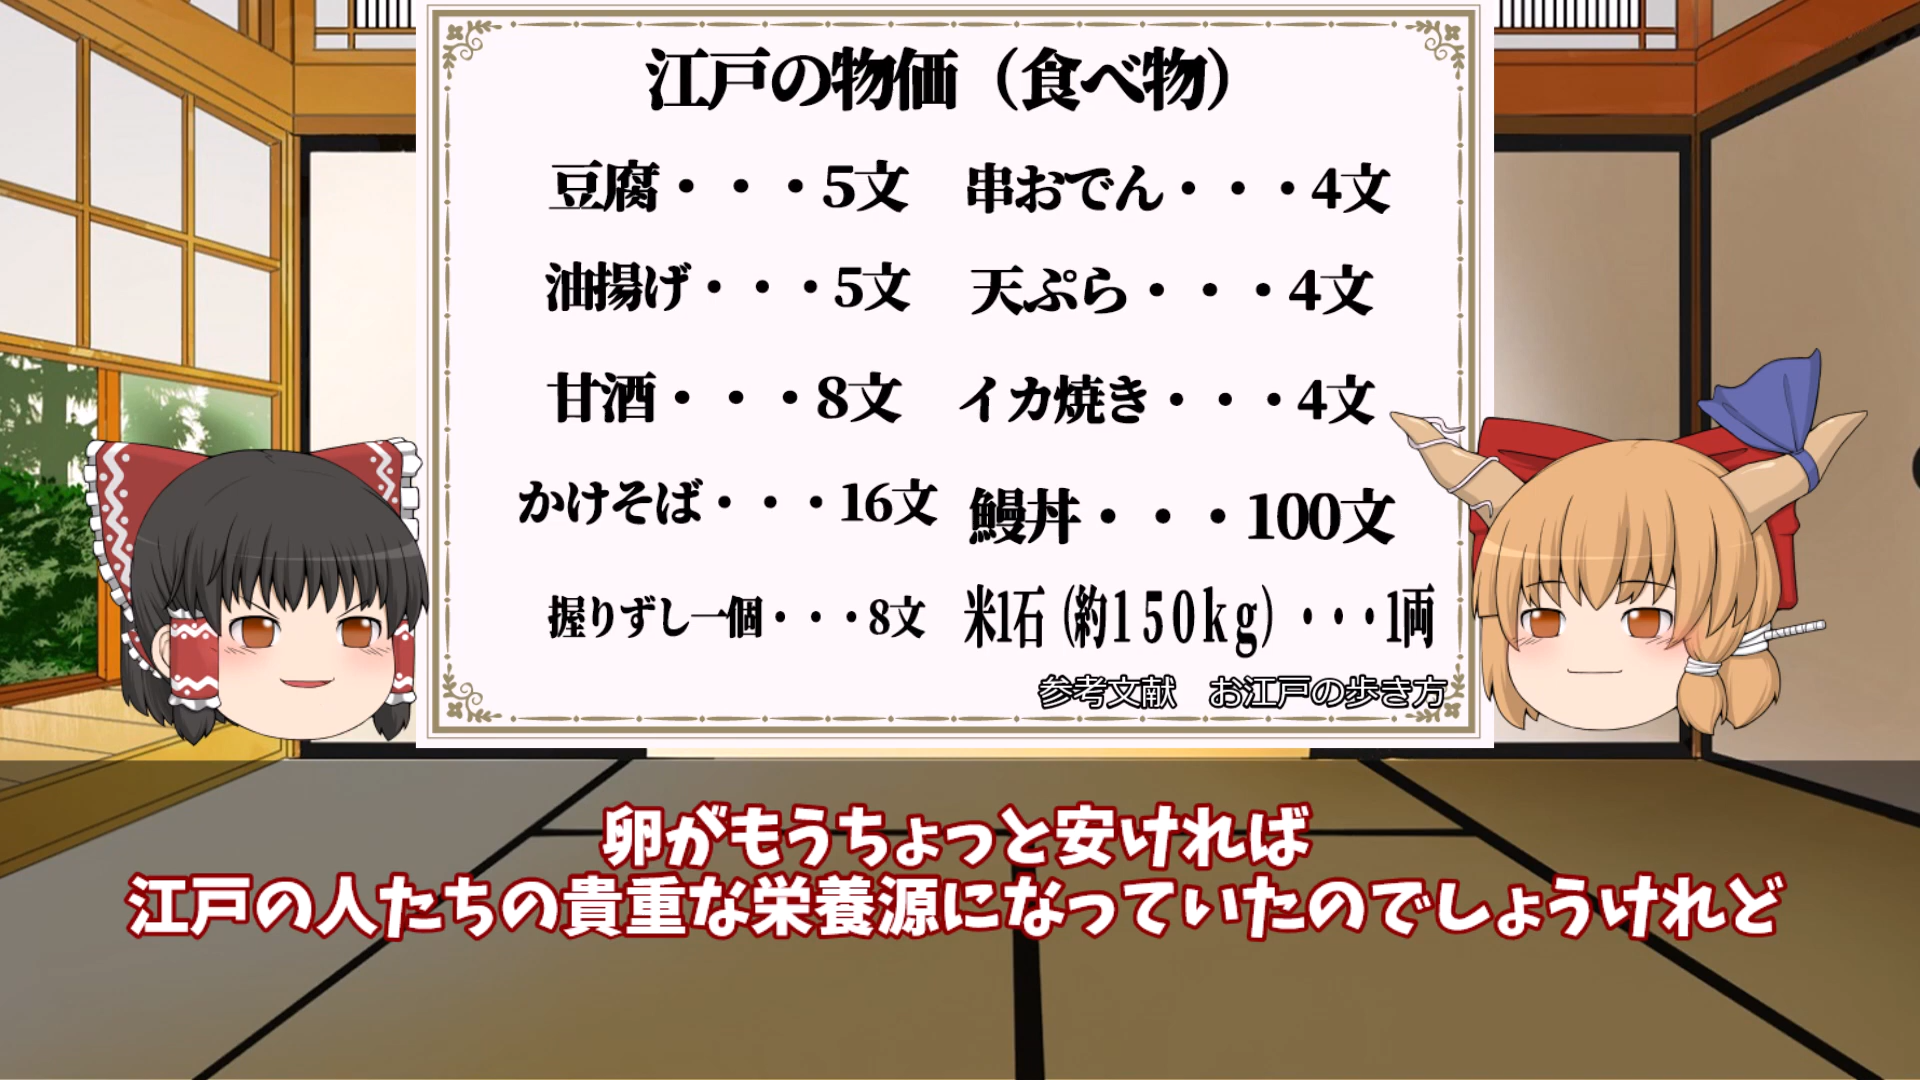 江戸の物価（食べ物）
豆腐・・・5文
油揚げ・・・5文
甘酒・・・8文
かけそば・・・16文
握りずし一個・・・8文
串おでん・・・4文
天ぷら・・・4文
イカ焼き・・・4文
鰻丼・・・100文
米1石（約150kg）・・・1両
参考文献　お江戸の歩き方
卵がもうちょっと安ければ
江戸の人たちの貴重な栄養源になっていたのでしょうけれど